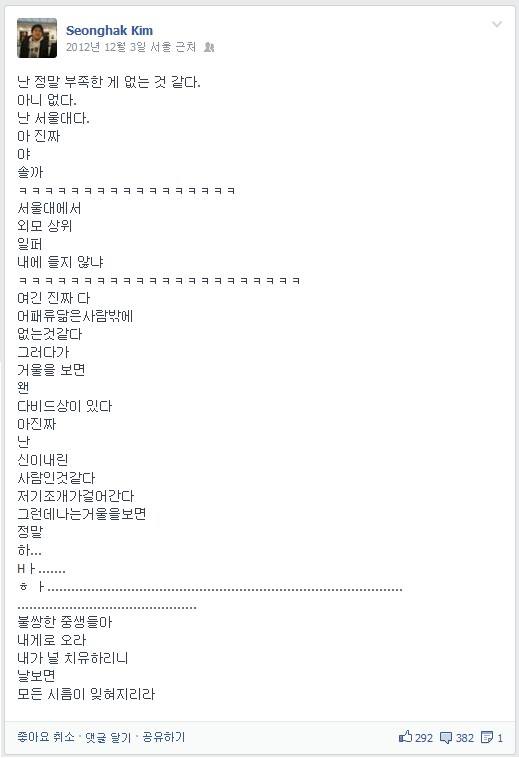 Seonghak Kim
2012년 12월 3일 서울 근처
난 정말 부족한 게 없는 것 같다.
아니 없다.
난 서울대다.
아 진짜
야
솔까
ㅋㅋㅋㅋㅋㅋㅋㅋㅋㅋㅋㅋㅋㅋㅋㅋㅋ
서울대에서
외모 상위
일퍼
내에 들지 않냐
ㅋㅋㅋㅋㅋㅋㅋㅋㅋㅋㅋㅋㅋㅋㅋㅋㅋㅋㅋㅋㅋㅋ
여긴 진짜 다
어패류닮은사람밖에
없는것같다
그러다가
거울을 보면
왠
다비드상이 있다
아진짜
난
신이내린
사람인것같다
저기조개가걸어간다
그런데나는거울을보면
정말
하...
Hㅏ.......
ㅎ ㅏ.........................................................................................
.............................................
불쌍한 중생들아
내게로 오라
내가 널 치유하리니
날보면
모든 시름이 잊혀지리라
좋아요 취소 · 댓글 달기 · 공유하기 292 382 1